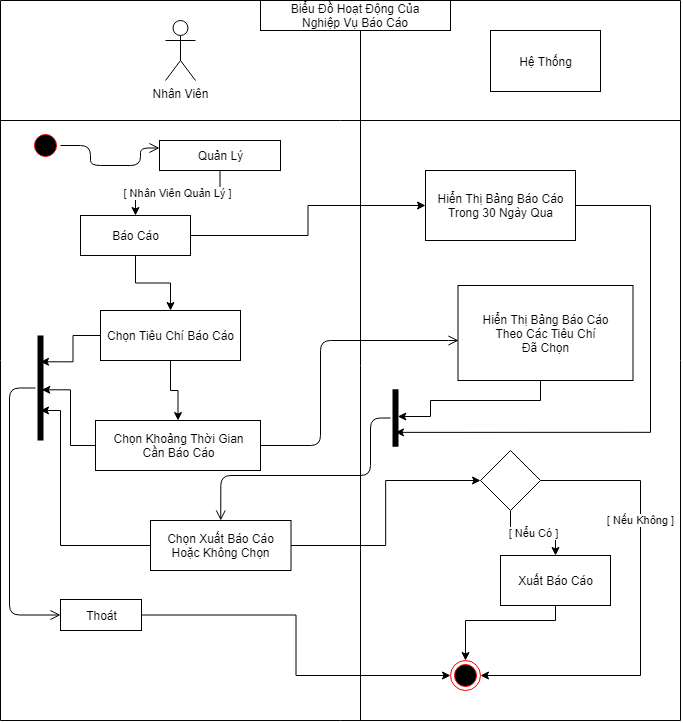 Biểu Đồ Hoạt Động Của
Nghiệp Vụ Báo Cáo
Nhân Viên
Hệ Thống
Quản Lý
[ Nhân Viên Quản Lý ]
Báo Cáo
Hiển Thị Bảng Báo Cáo
Trong 30 Ngày Qua
Chọn Tiêu Chí Báo Cáo
Hiển Thị Bảng Báo Cáo
Theo Các Tiêu Chí
Đã Chọn
Chọn Khoảng Thời Gian
Cần Báo Cáo
Chọn Xuất Báo Cáo
Hoặc Không Chọn
[ Nếu Không ]
[ Nếu Có ]
Xuất Báo Cáo
Thoát